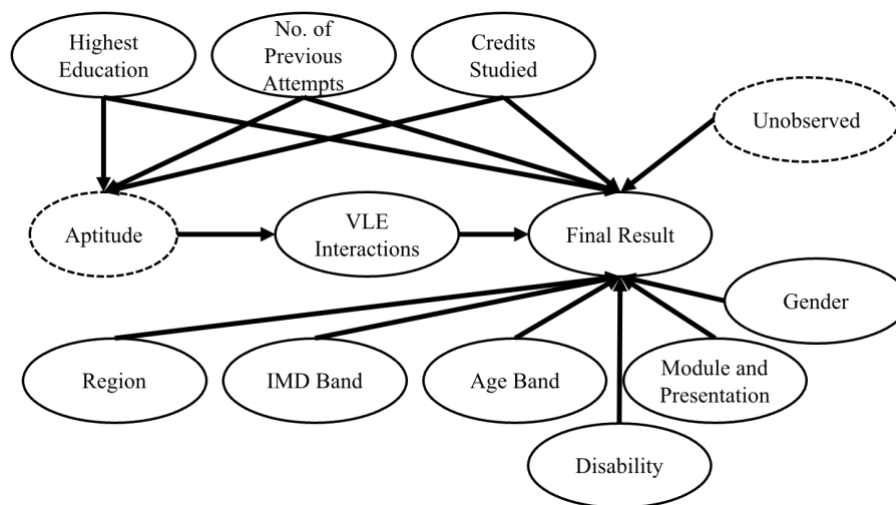 Highest
Education
No. of
Previous
Attempts
Credits
Studied
Unobserved
Aptitude
VLE
Interactions
Final Result
Gender
Region
IMD Band
Age Band
Module and
Presentation
Disability